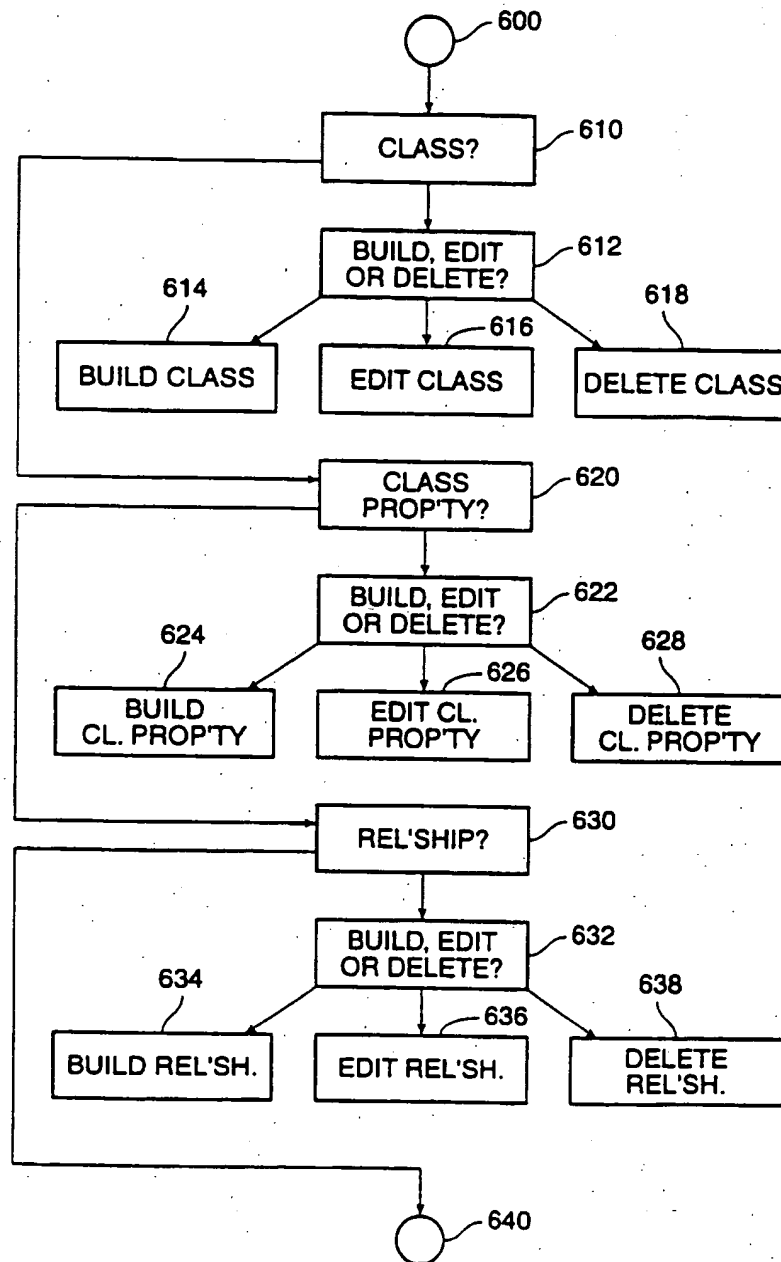 600
CLASS?
610
BUILD, EDIT
OR DELETE?
612
614
616
618
BUILD CLASS
EDIT CLASS
DELETE CLASS
CLASS
PROP'TY?
620
BUILD, EDIT
OR DELETE?
622
624
626
628
BUILD
CL. PROP'TY
EDIT CL.
PROP'TY
DELETE
CL. PROP'TY
REL'SHIP?
630
BUILD, EDIT
OR DELETE?
632
634
636
638
BUILD REL'SH.
EDIT REL'SH.
DELETE
REL'SH.
640